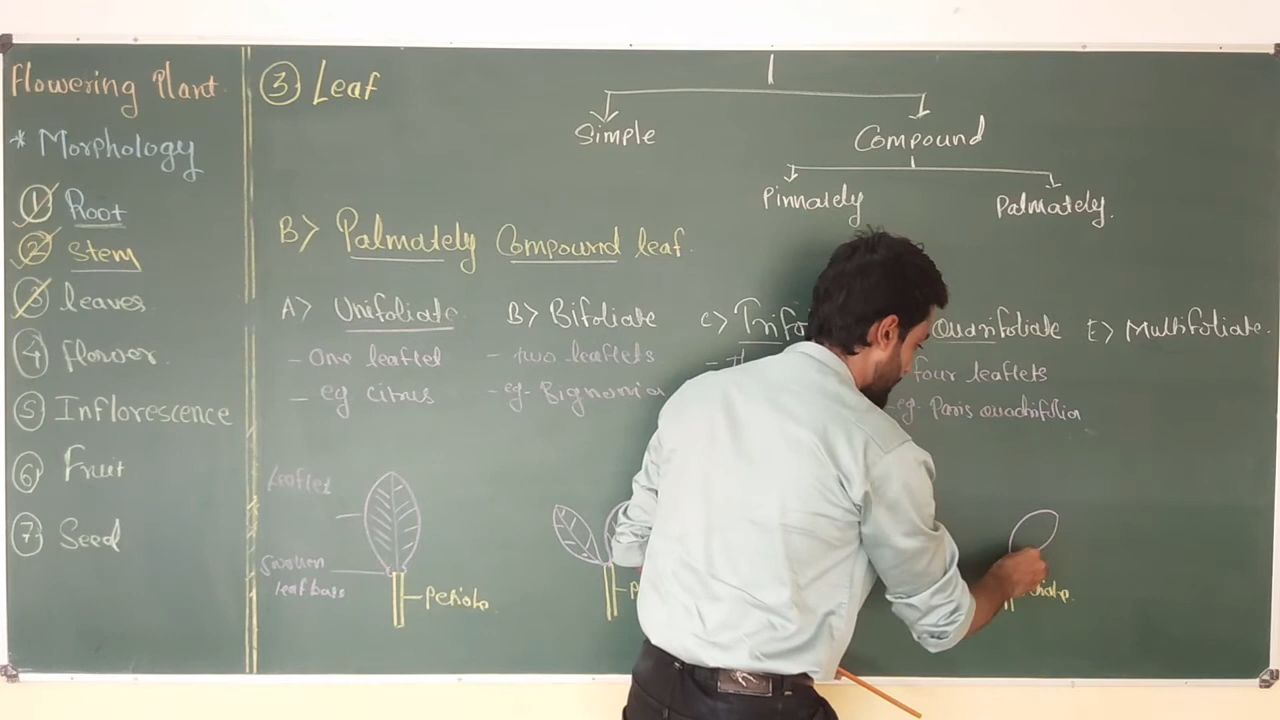 Flowering Plant
* Morphology
① Root
② Stem
③ leaves
④ flower
⑤ Inflorescence
⑥ Fruit
⑦ Seed
③ Leaf
Simple
Compound
Pinnately
Palmately.
B> Palmately Compound leaf.
A> Unifoliate
- One leaflet
- eg citrus
Leaflet
Swollen
leaf base
Petiole
B> Bifoliate
- two leaflets
- eg. Bignonia
C> Trifo
Quadrifoliate
four leaflets
- eg. Paris quadrifolia
E> Multifoliate.